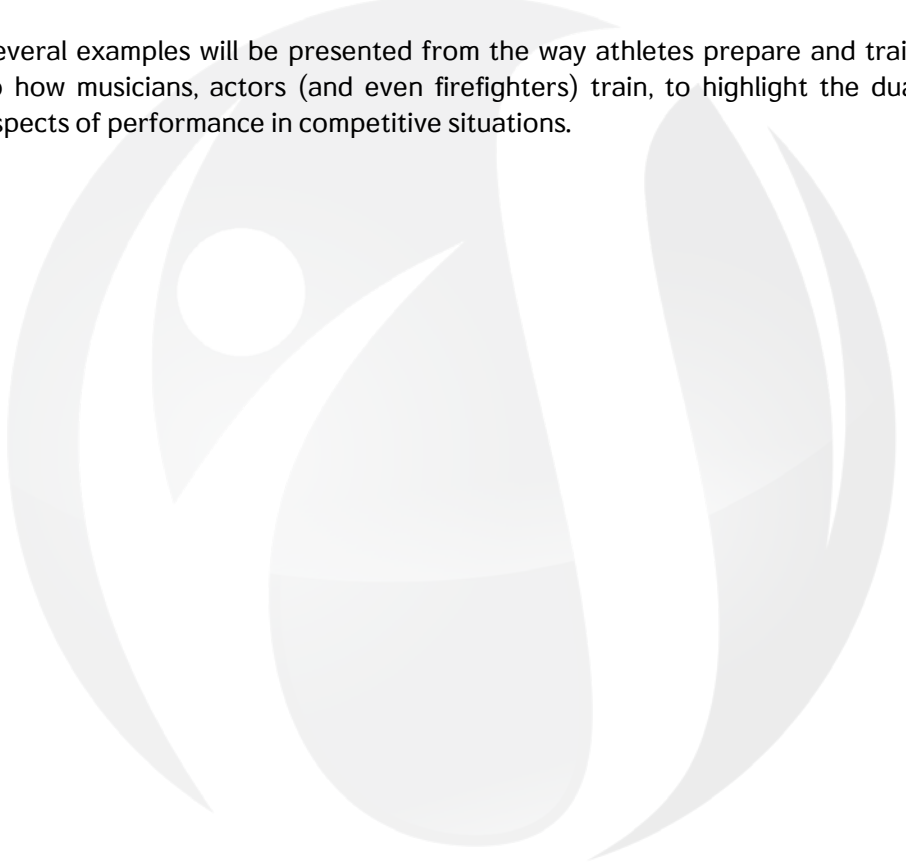 everal examples will be presented from the way athletes prepare and trai
how musicians, actors (and even firefighters) train, to highlight the dua
spects of performance in competitive situations.